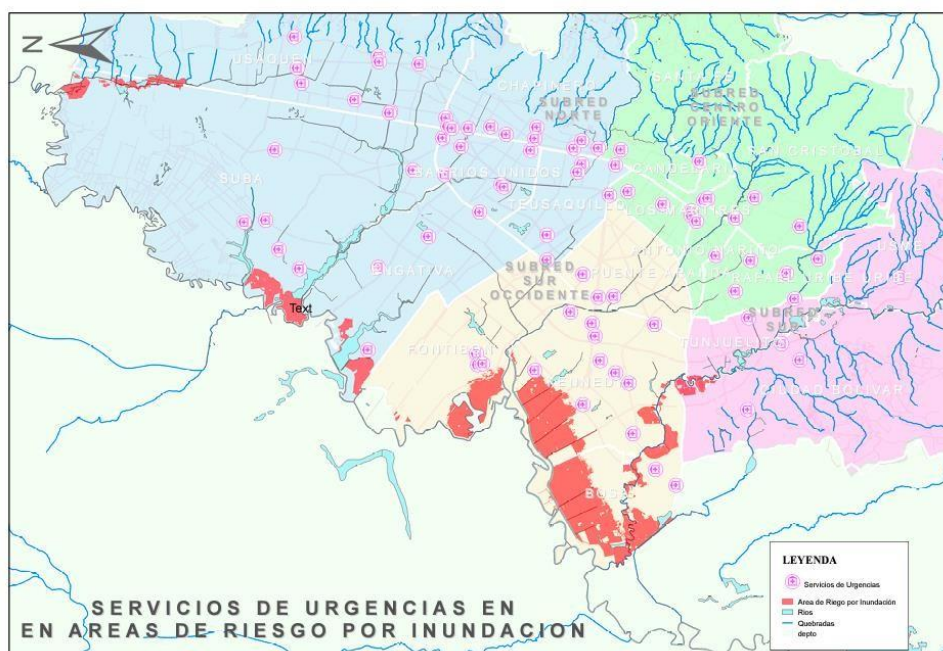 N
USAQUEN
CHAPINERO
SANTA FE
SUBRED
NORTE
SUBRED
CENTRO
ORIENTE
SAN CRISTOBAL
SUBA
BARRIOS UNIDOS
CANDELARIA
TEUSAQUILLO
LOS MARTIRES
ANTONIO NARIÑO
USME
ENGATIVA
SUBRED
SUR
OCCIDENTE
PUENTE ARANDA
RAFAEL URIBE URIBE
Text
SUBRED
SUR
FONTIBON
TUNJUELITO
KENNEDY
CIUDAD BOLIVAR
BOSA
LEYENDA
Servicios de Urgencias
Area de Riego por Inundación
Rios
Quebradas
depto
SERVICIOS DE URGENCIAS EN
EN AREAS DE RIESGO POR INUNDACION